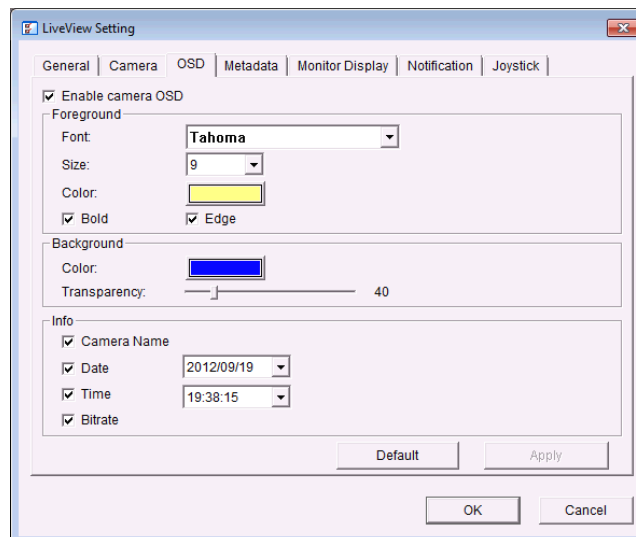 LiveView Setting
General Camera OSD Metadata Monitor Display Notification Joystick
Enable camera OSD
Foreground
Font: Tahoma
Size: 9
Color:
Bold Edge
Background
Color:
Transparency: 40
Info
Camera Name
Date 2012/09/19
Time 19:38:15
Bitrate
Default Apply
OK Cancel